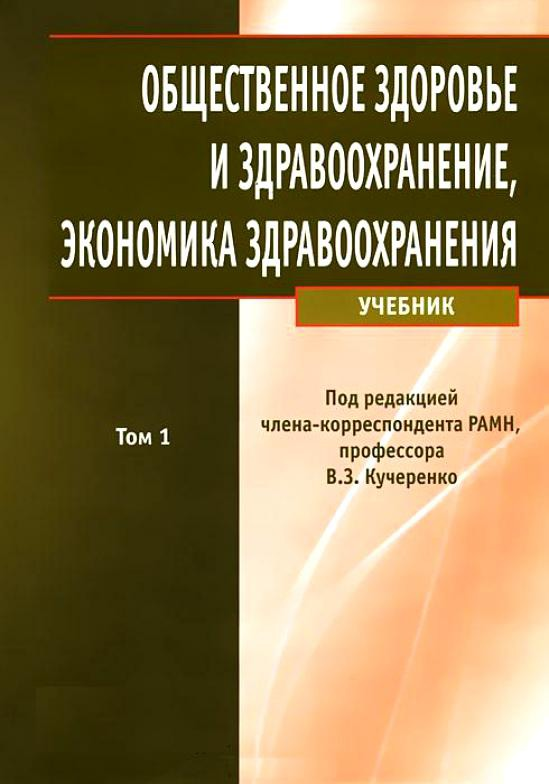 ОБЩЕСТВЕННОЕ ЗДОРОВЬЕ
И ЗДРАВООХРАНЕНИЕ,
ЭКОНОМИКА ЗДРАВООХРАНЕНИЯ
УЧЕБНИК
Под редакцией
члена-корреспондента РАМН,
профессора
В.З. Кучеренко
Том 1